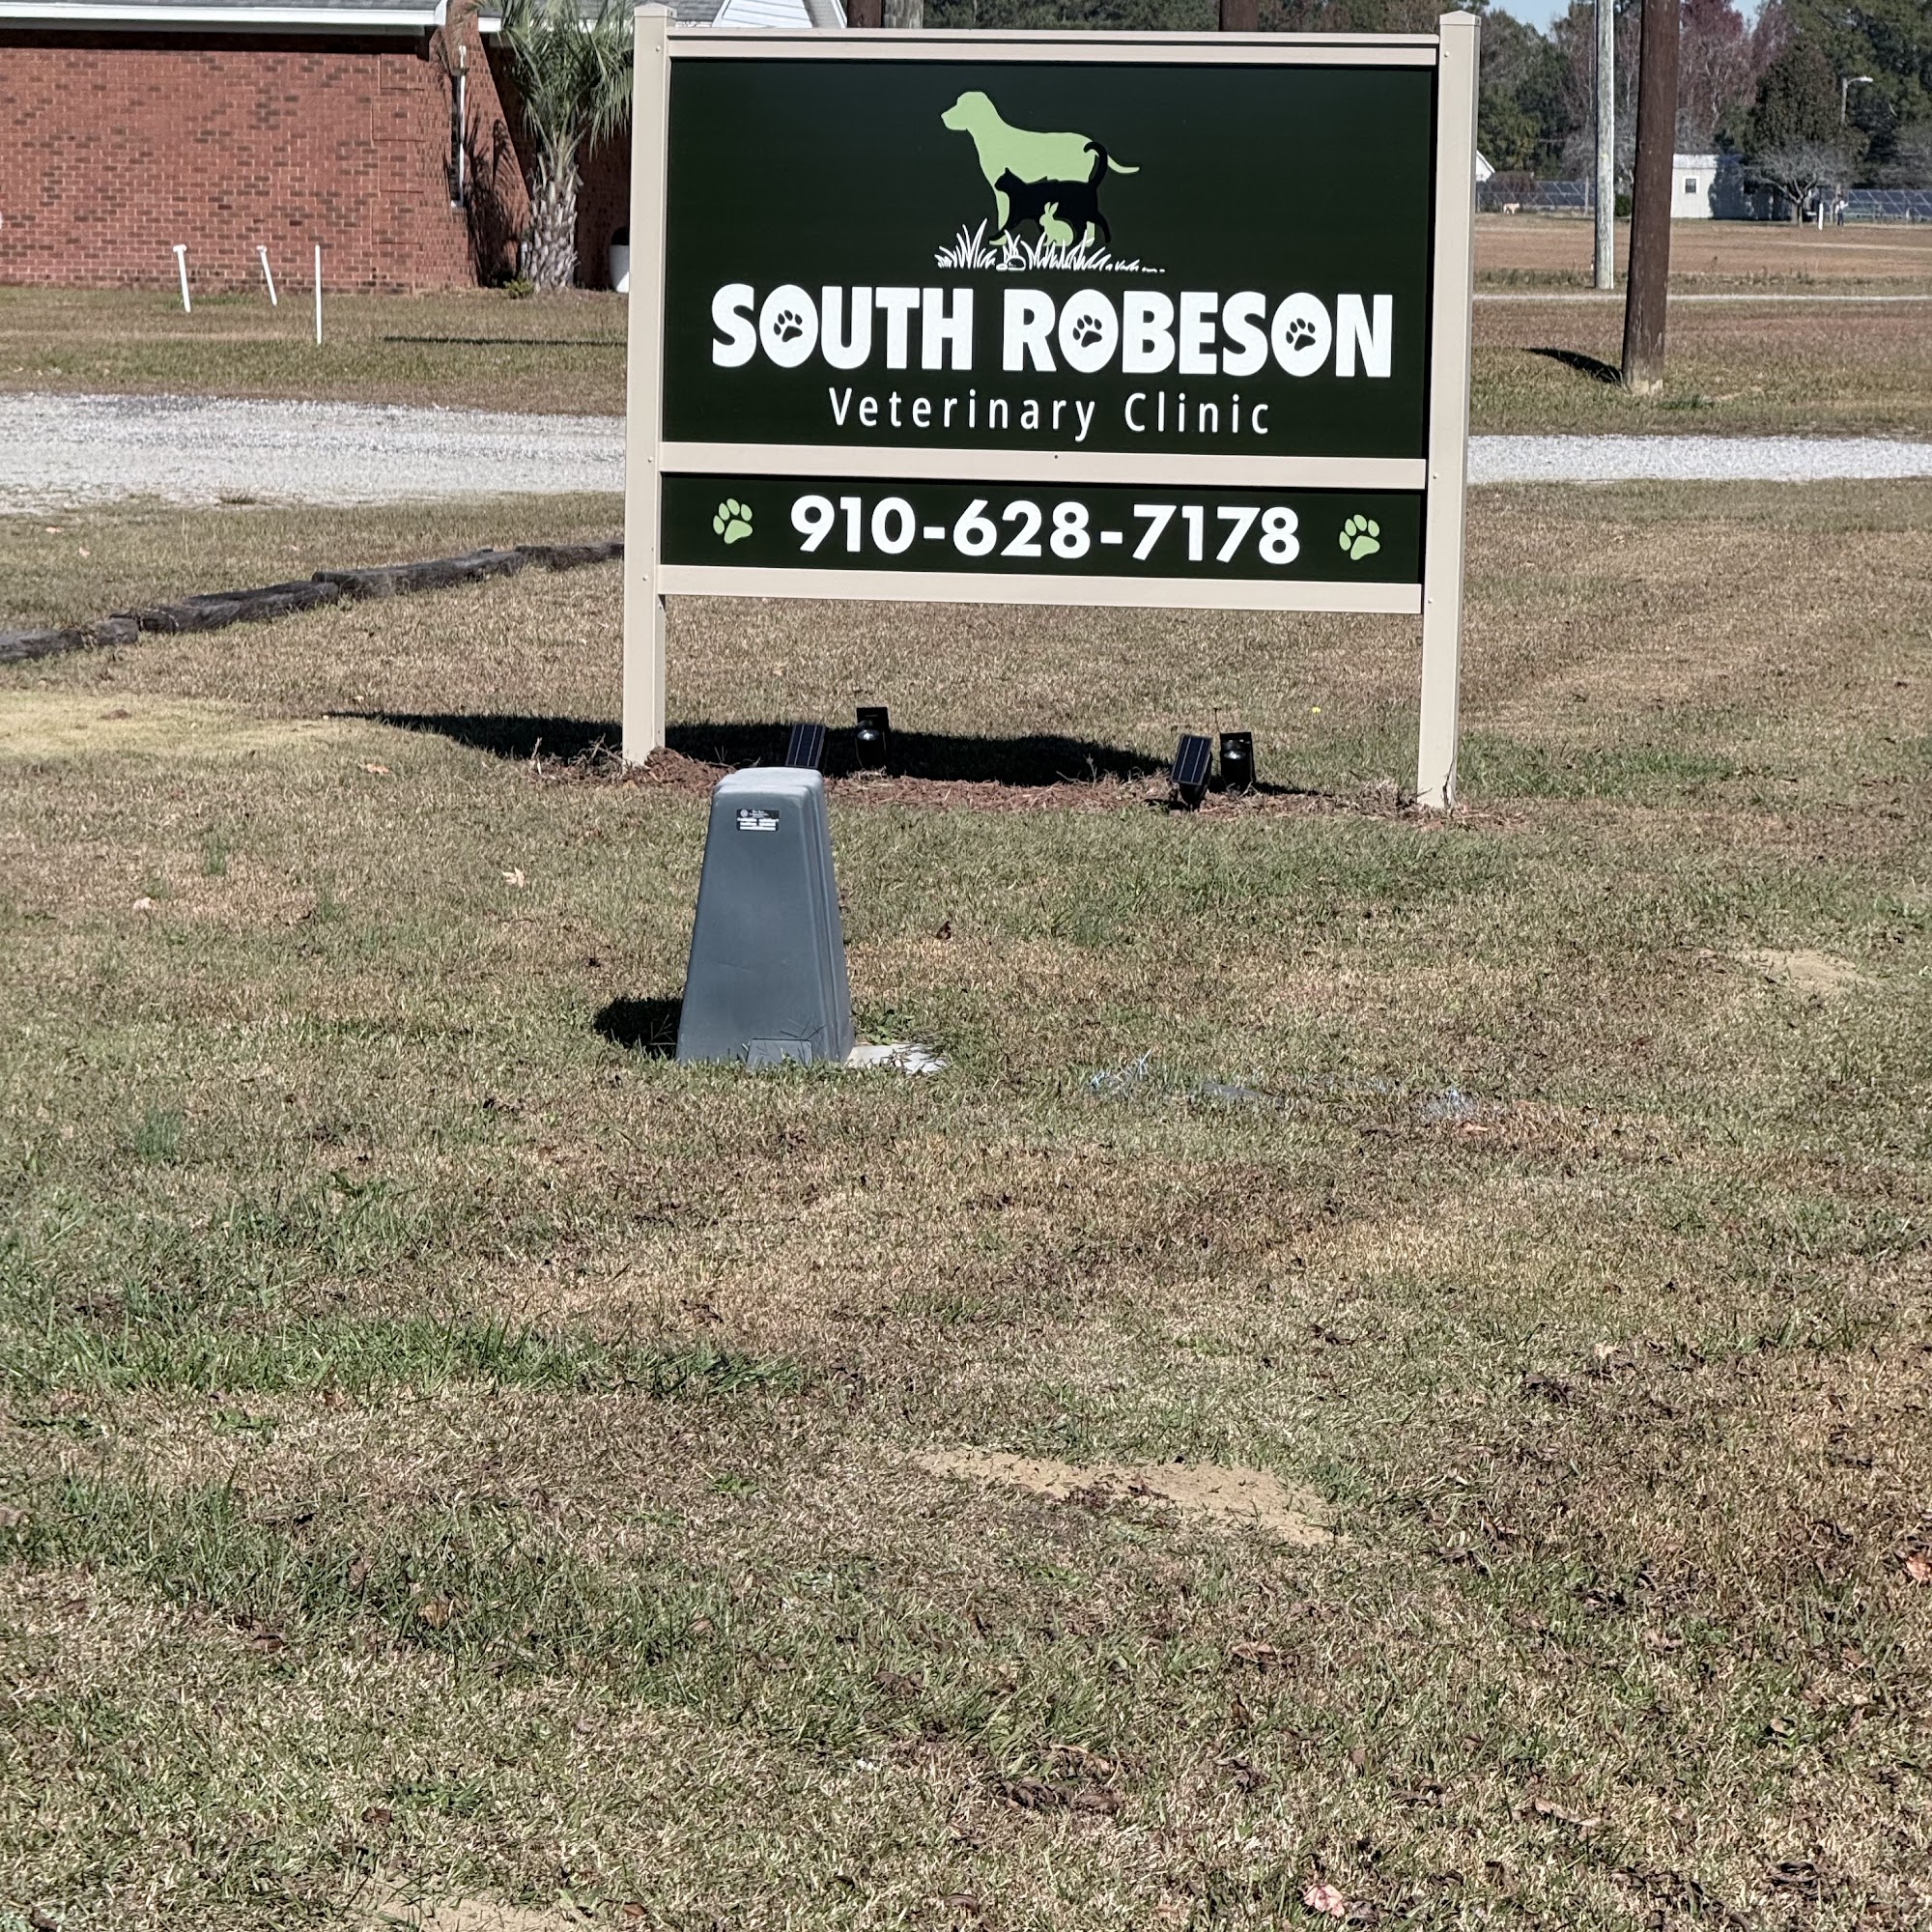 SOUTH ROBESON
Veterinary Clinic
910-628-7178